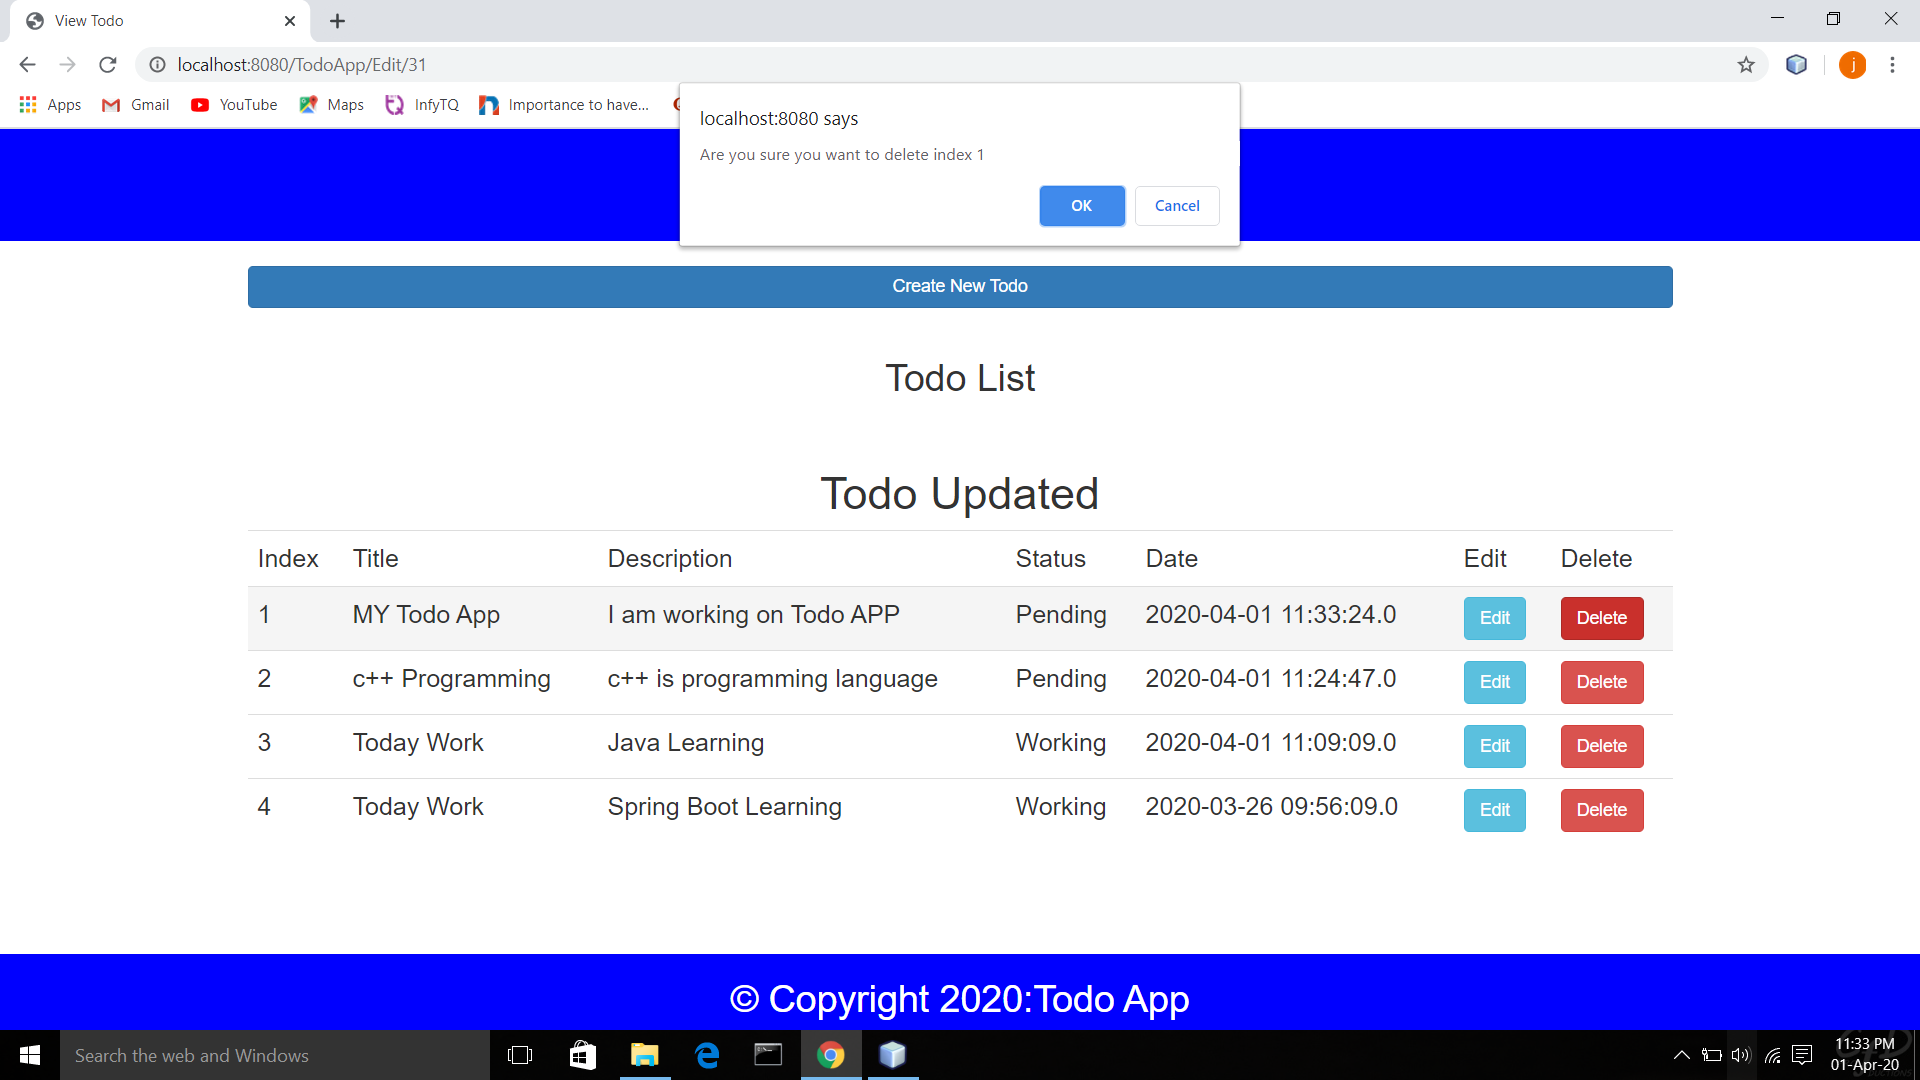 View Todo
localhost:8080/TodoApp/Edit/31
j
Apps Gmail YouTube Maps InfyTQ Importance to have...
localhost:8080 says
Are you sure you want to delete index 1
OK Cancel
Create New Todo
Todo List
Todo Updated
Index Title Description Status Date Edit Delete
1 MY Todo App I am working on Todo APP Pending 2020-04-01 11:33:24.0 Edit Delete
2 c++ Programming c++ is programming language Pending 2020-04-01 11:24:47.0 Edit Delete
3 Today Work Java Learning Working 2020-04-01 11:09:09.0 Edit Delete
4 Today Work Spring Boot Learning Working 2020-03-26 09:56:09.0 Edit Delete
© Copyright 2020:Todo App
Search the web and Windows
11:33 PM
01-Apr-20